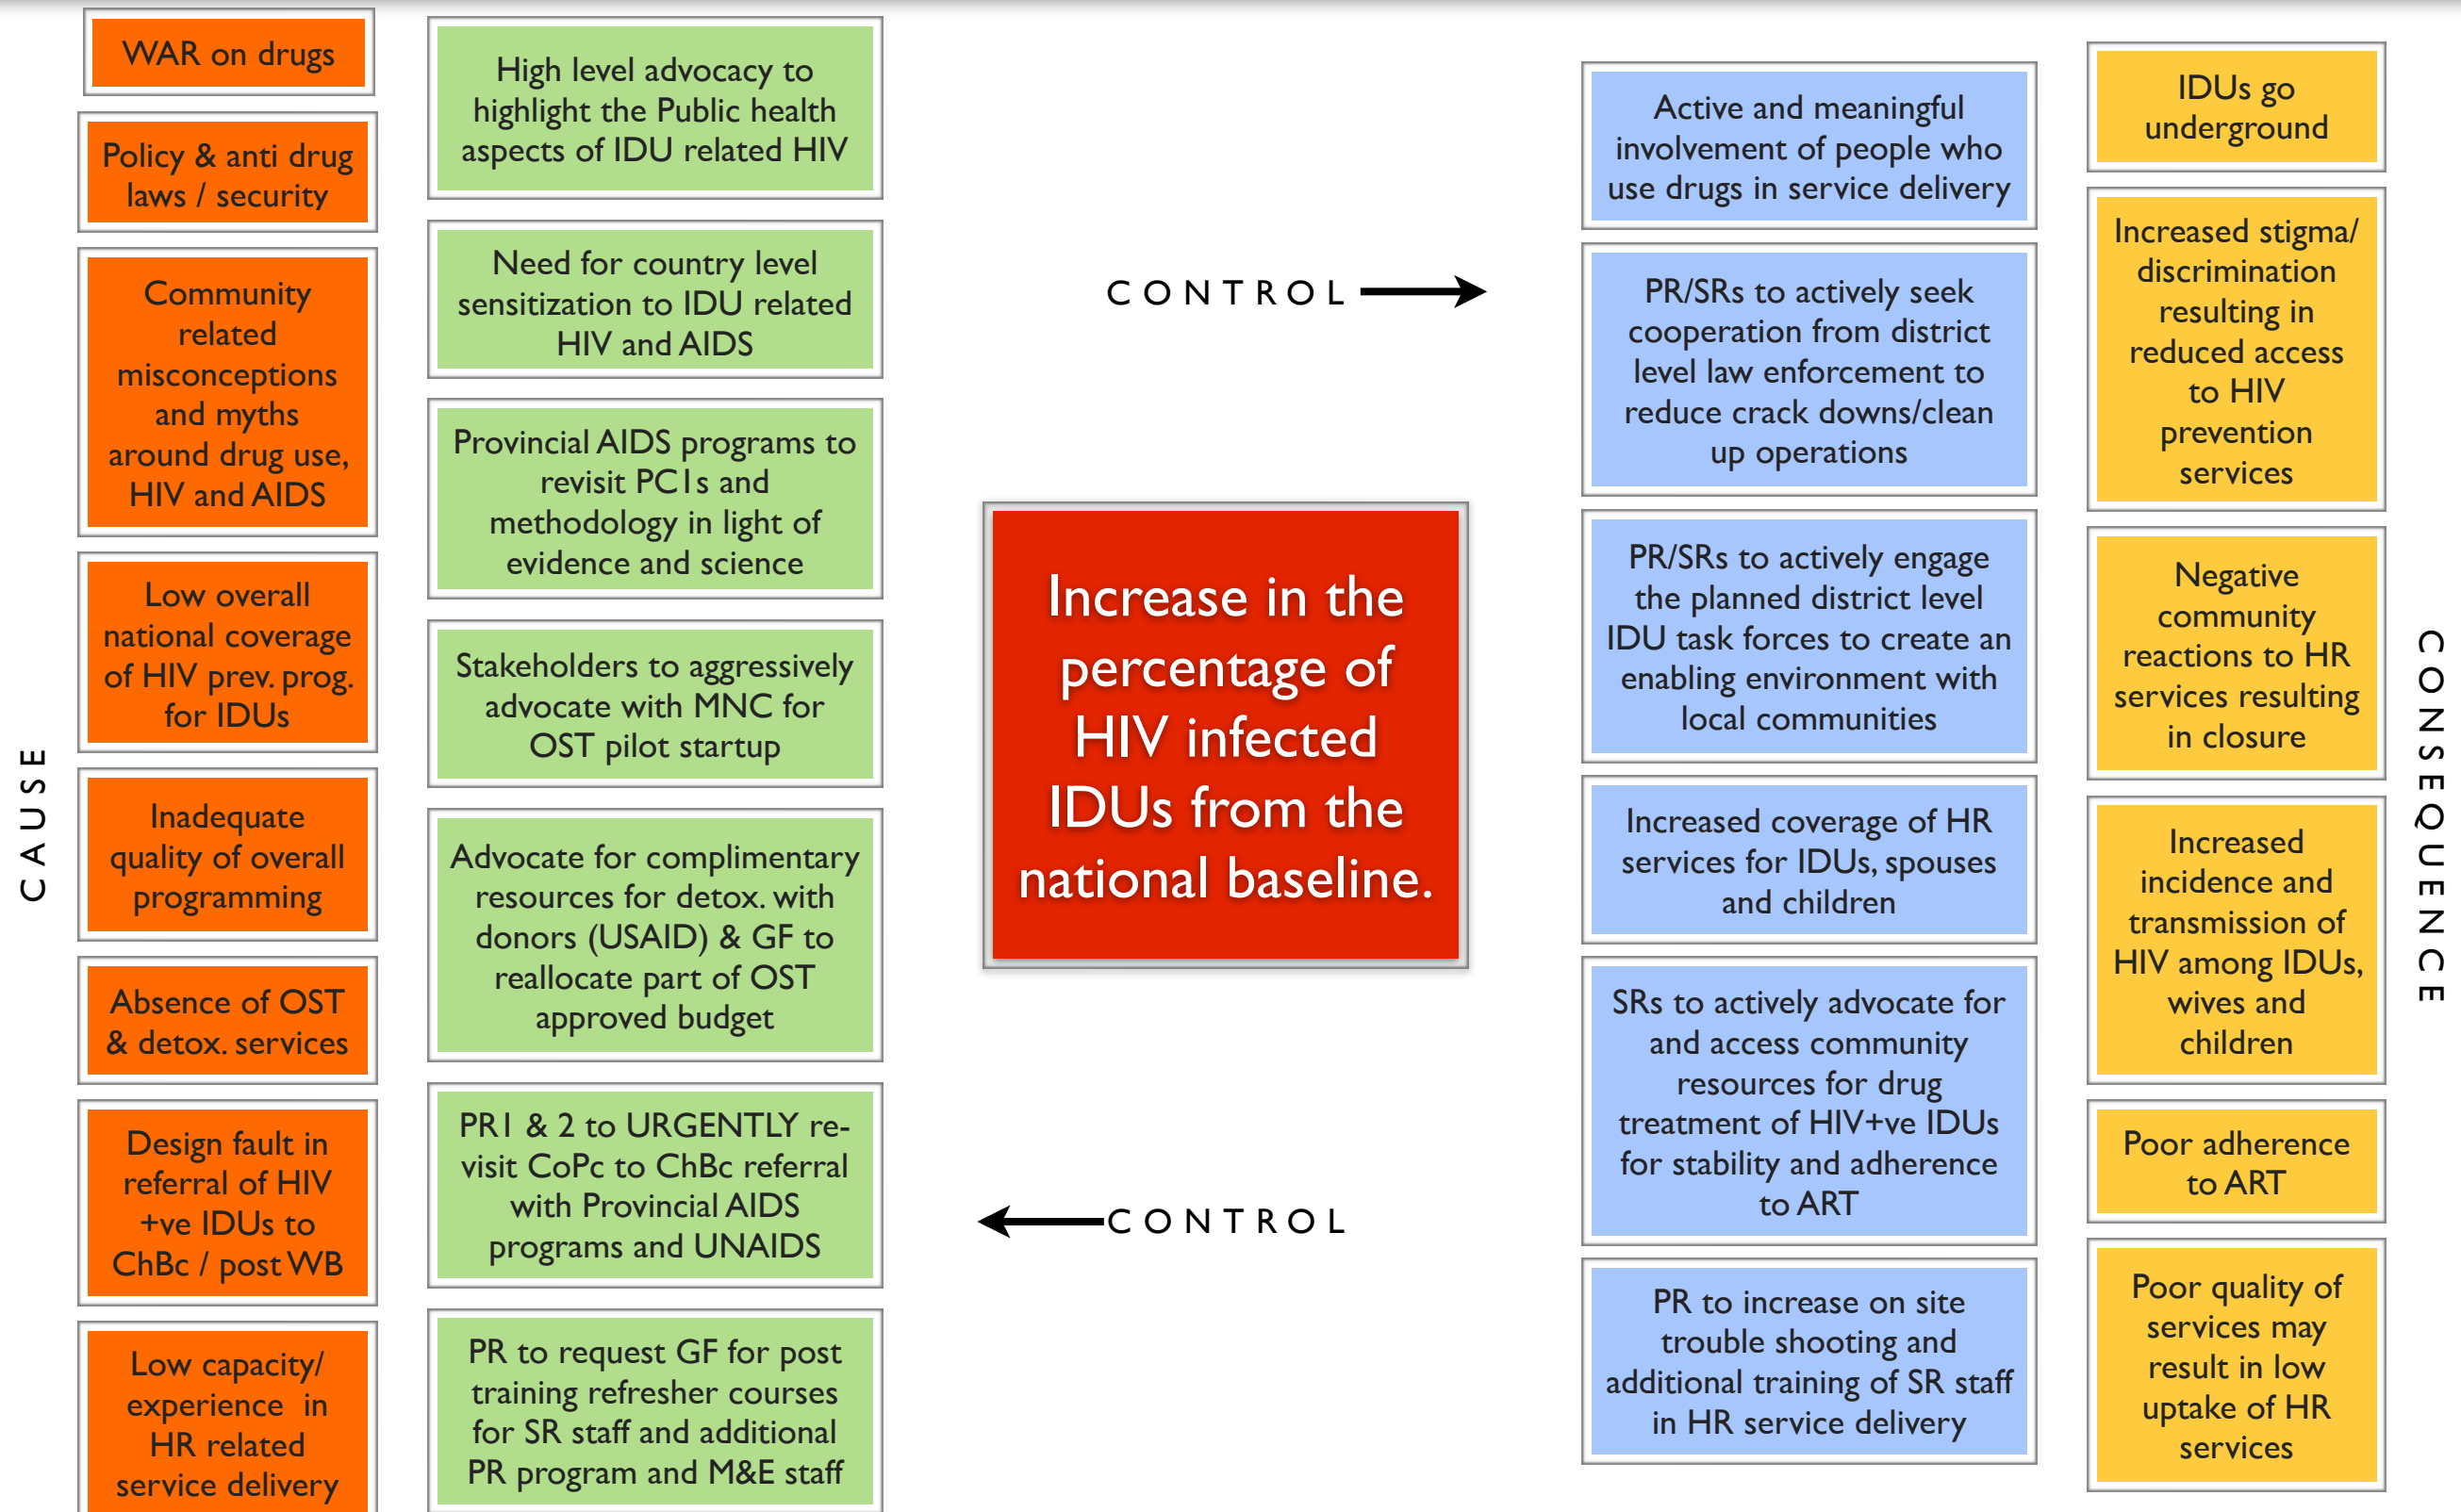 CAUSE
WAR on drugs
Policy & anti drug
laws / security
Community
related
misconceptions
and myths
around drug use,
HIV and AIDS
Low overall
national coverage
of HIV prev. prog.
for IDUs
Inadequate
quality of overall
programming
Absence of OST
& detox. services
Design fault in
referral of HIV
+ve IDUs to
ChBc / post WB
Low capacity/
experience in
HR related
service delivery
High level advocacy to
highlight the Public health
aspects of IDU related HIV
Need for country level
sensitization to IDU related
HIV and AIDS
Provincial AIDS programs to
revisit PC1s and
methodology in light of
evidence and science
Stakeholders to aggressively
advocate with MNC for
OST pilot startup
Advocate for complimentary
resources for detox. with
donors (USAID) & GF to
reallocate part of OST
approved budget
PR1 & 2 to URGENTLY re-
visit CoPc to ChBc referral
with Provincial AIDS
programs and UNAIDS
PR to request GF for post
training refresher courses
for SR staff and additional
PR program and M&E staff
CONTROL
Increase in the
percentage of
HIV infected
IDUs from the
national baseline.
CONTROL
Active and meaningful
involvement of people who
use drugs in service delivery
PR/SRs to actively seek
cooperation from district
level law enforcement to
reduce crack downs/clean
up operations
PR/SRs to actively engage
the planned district level
IDU task forces to create an
enabling environment with
local communities
Increased coverage of HR
services for IDUs, spouses
and children
SRs to actively advocate for
and access community
resources for drug
treatment of HIV+ve IDUs
for stability and adherence
to ART
PR to increase on site
trouble shooting and
additional training of SR staff
in HR service delivery
IDUs go
underground
Increased stigma/
discrimination
resulting in
reduced access
to HIV
prevention
services
Negative
community
reactions to HR
services resulting
in closure
Increased
incidence and
transmission of
HIV among IDUs,
wives and
children
Poor adherence
to ART
Poor quality of
services may
result in low
uptake of HR
services
CONSEQUENCE